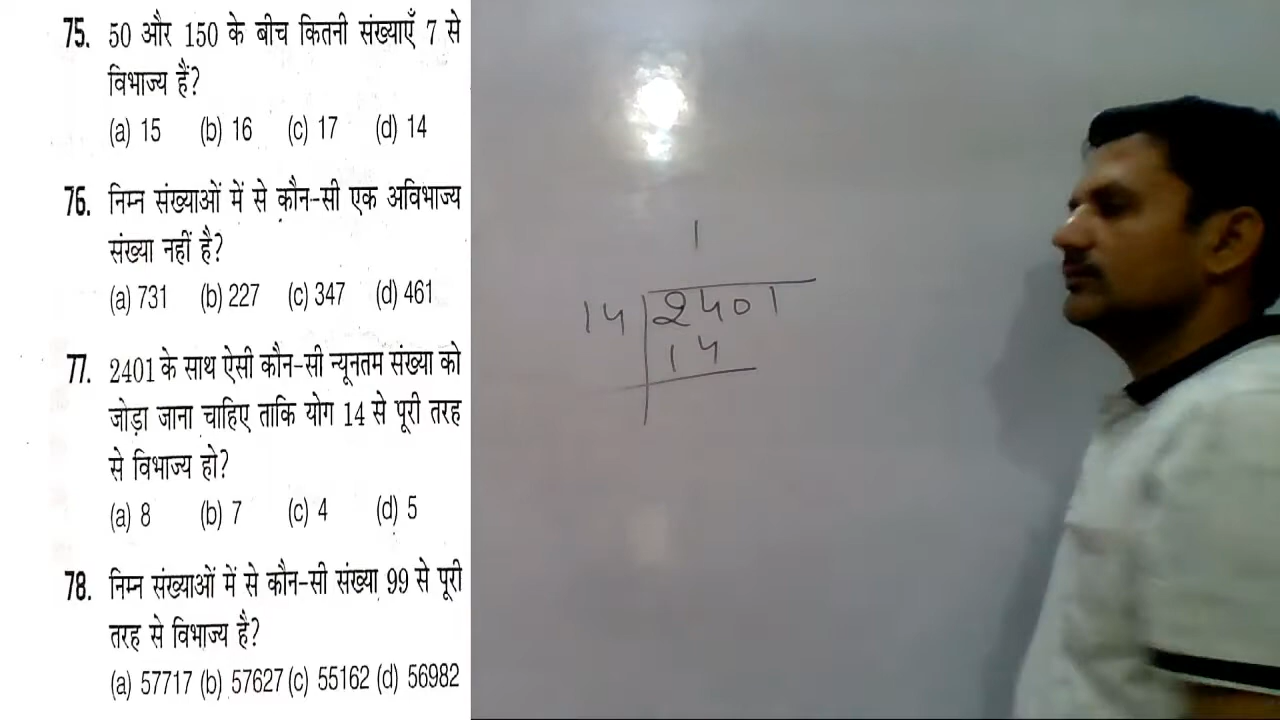 75. 50 और 150 के बीच कितनी संख्याएँ 7 से
विभाज्य हैं?
(a) 15 (b) 16 (c) 17 (d) 14
76. निम्न संख्याओं में से कौन-सी एक अविभाज्य
संख्या नहीं है?
(a) 731 (b) 227 (c) 347 (d) 461
77. 2401 के साथ ऐसी कौन-सी न्यूनतम संख्या को
जोड़ा जाना चाहिए ताकि योग 14 से पूरी तरह
से विभाज्य हो?
(a) 8 (b) 7 (c) 4 (d) 5
78. निम्न संख्याओं में से कौन-सी संख्या 99 से पूरी
तरह से विभाज्य है?
(a) 57717 (b) 57627 (c) 55162 (d) 56982
1
14 2401
14